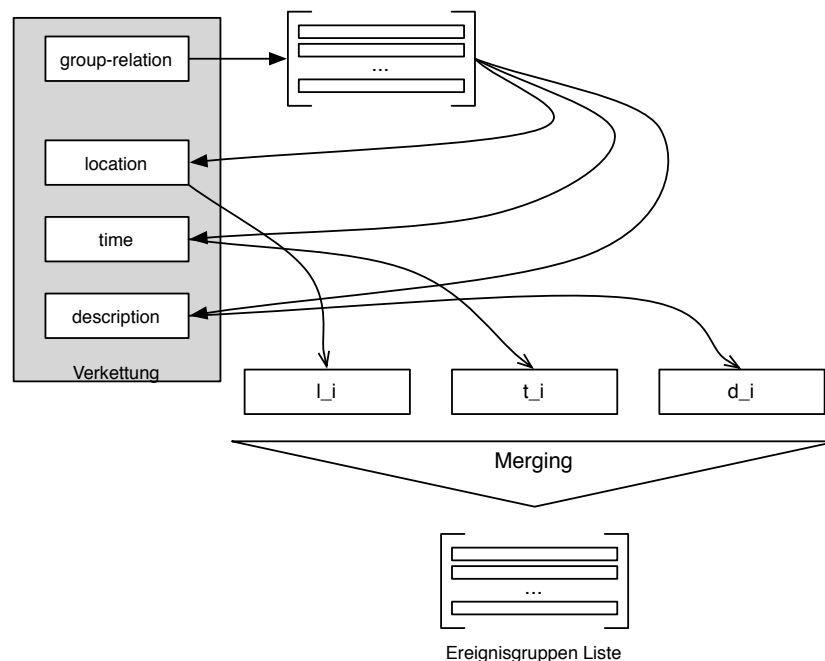 group-relation
...
location
time
description
Verkettung
l_i
t_i
d_i
Merging
...
Ereignisgruppen Liste